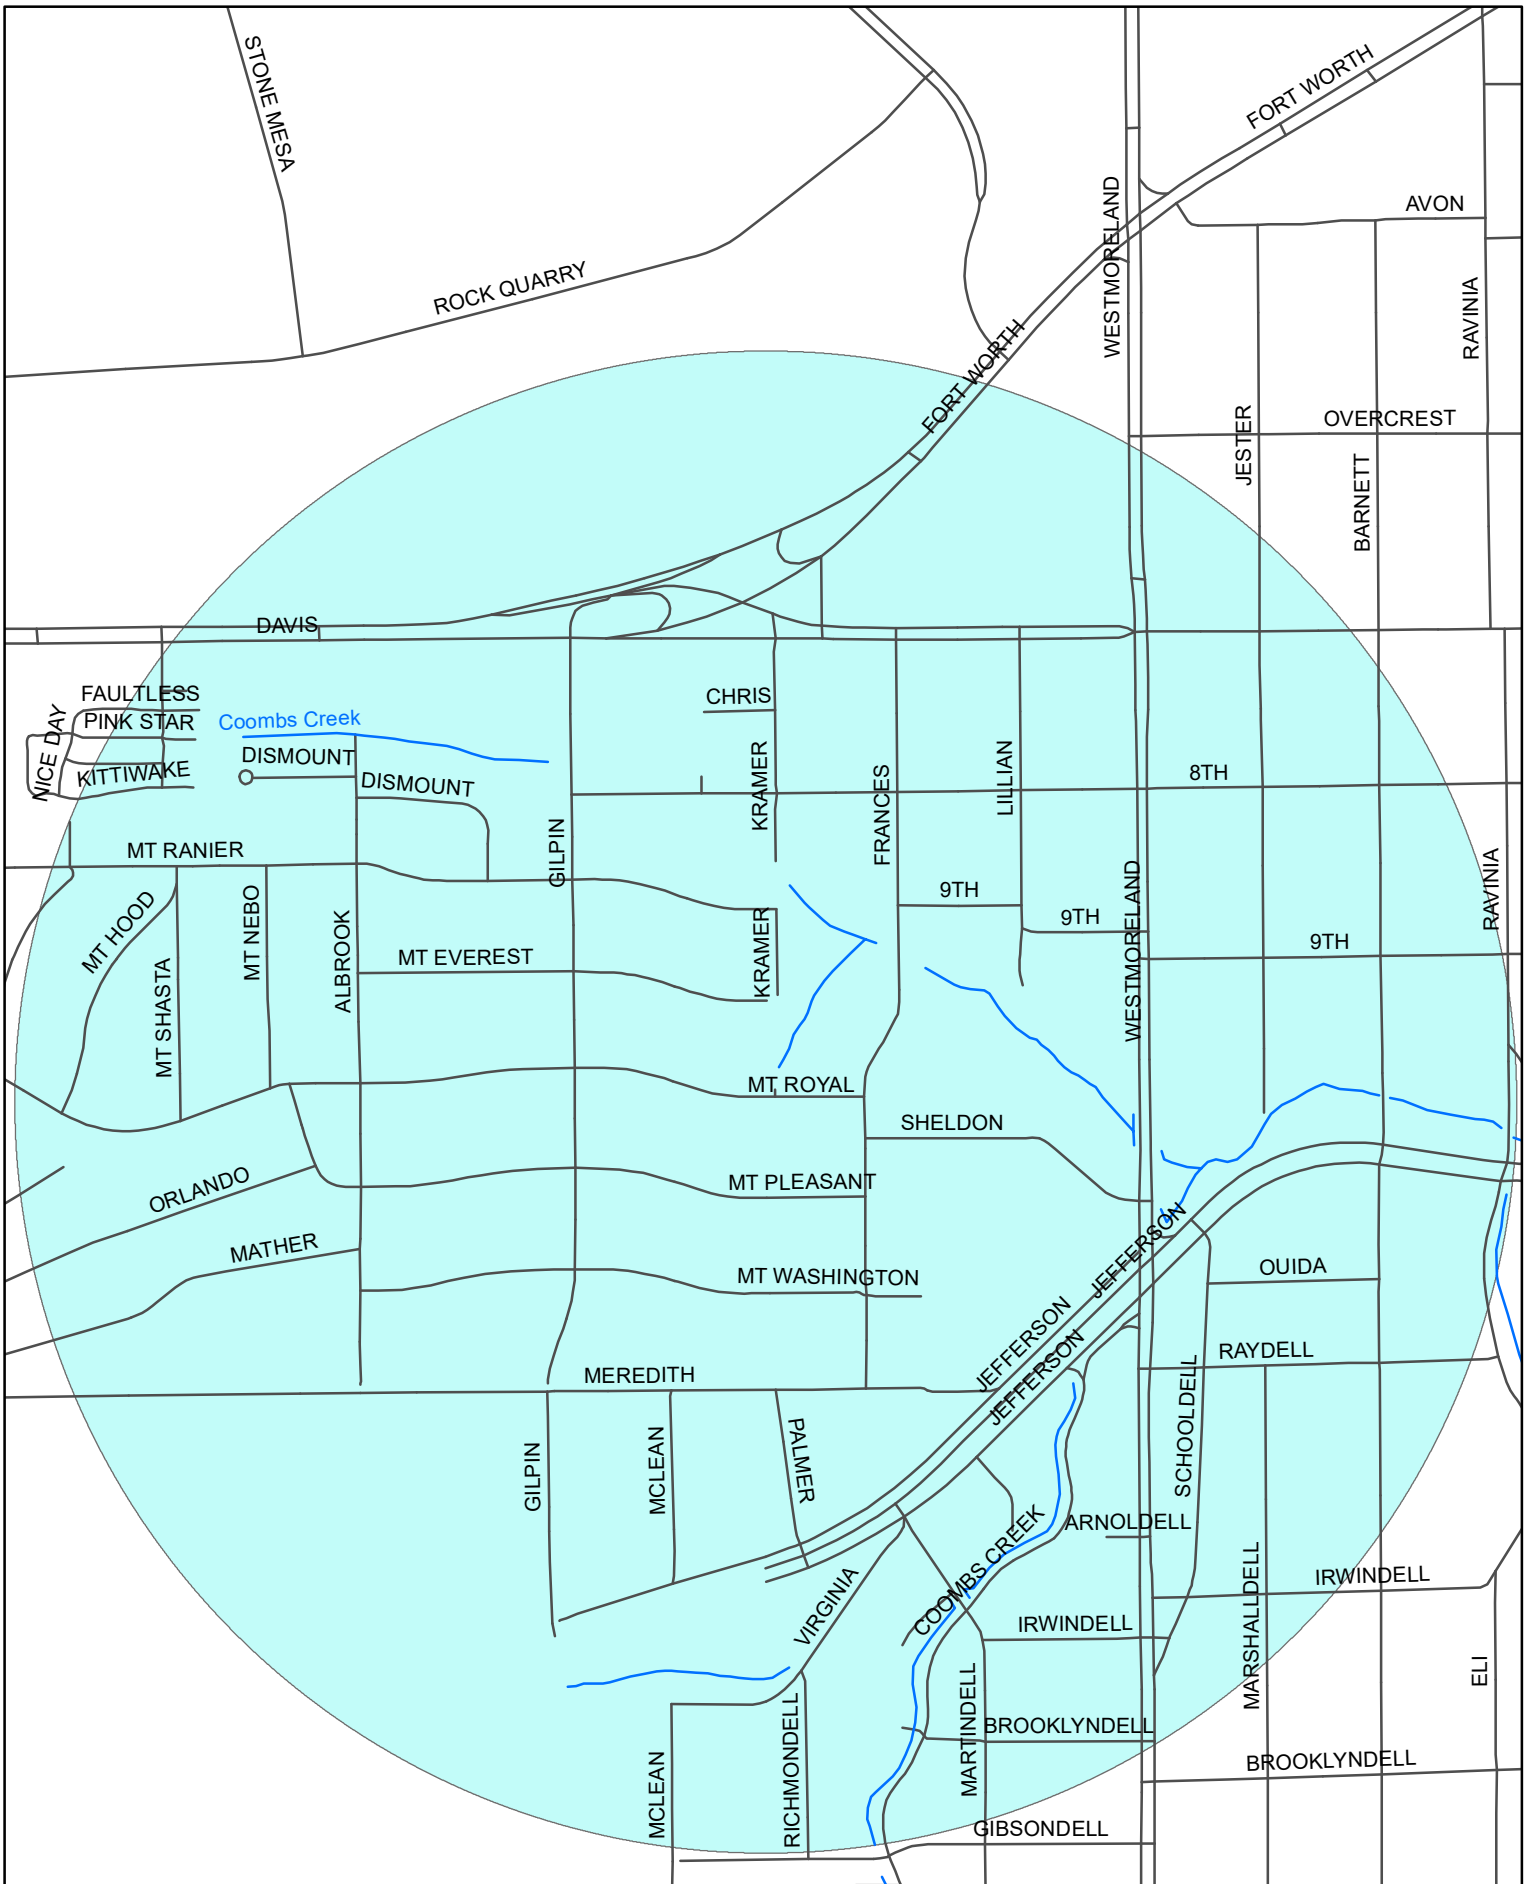 STONE MESA
FORT WORTH
AVON
WESTMORELAND
ROCK QUARRY
RAVINIA
FORT WORTH
OVERCREST
JESTER
BARNETT
DAVIS
FAULTLESS
CHRIS
PINK STAR
Coombs Creek
NICE DAY
DISMOUNT
KITTIWAKE
DISMOUNT
8TH
KRAMER
LILLIAN
FRANCES
GILPIN
MT RANIER
9TH
RAVINIA
9TH
MT HOOD
MT NEBO
9TH
WESTMORELAND
KRAMER
ALBROOK
MT EVEREST
MT SHASTA
MT ROYAL
SHELDON
MT PLEASANT
ORLANDO
MATHER
JEFFERSON
OUIDA
MT WASHINGTON
JEFFERSON
RAYDELL
MEREDITH
JEFFERSON
SCHOOLDELL
PALMER
MCLEAN
GILPIN
ARNOLDELL
COOMBS CREEK
IRWINDELL
VIRGINIA
IRWINDELL
MARSHALLDELL
ELI
MARTINDELL
BROOKLYNDELL
RICHMONDELL
BROOKLYNDELL
MCLEAN
GIBSONDELL